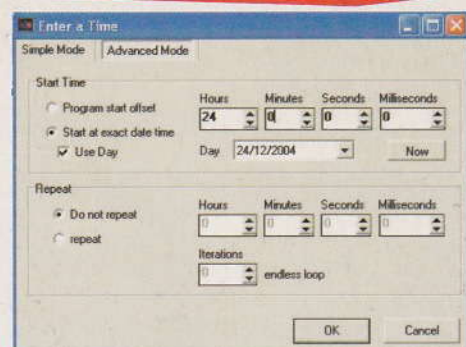 Enter a Time
Simple Mode Advanced Mode
Start Time
Program start offset
Start at exact date time
Use Day
Hours Minutes Seconds Milliseconds
24 0 0 0
Day 24/12/2004 Now
Repeat
Do not repeat
repeat
Hours Minutes Seconds Milliseconds
0 0 0 0
Iterations
0 endless loop
OK Cancel